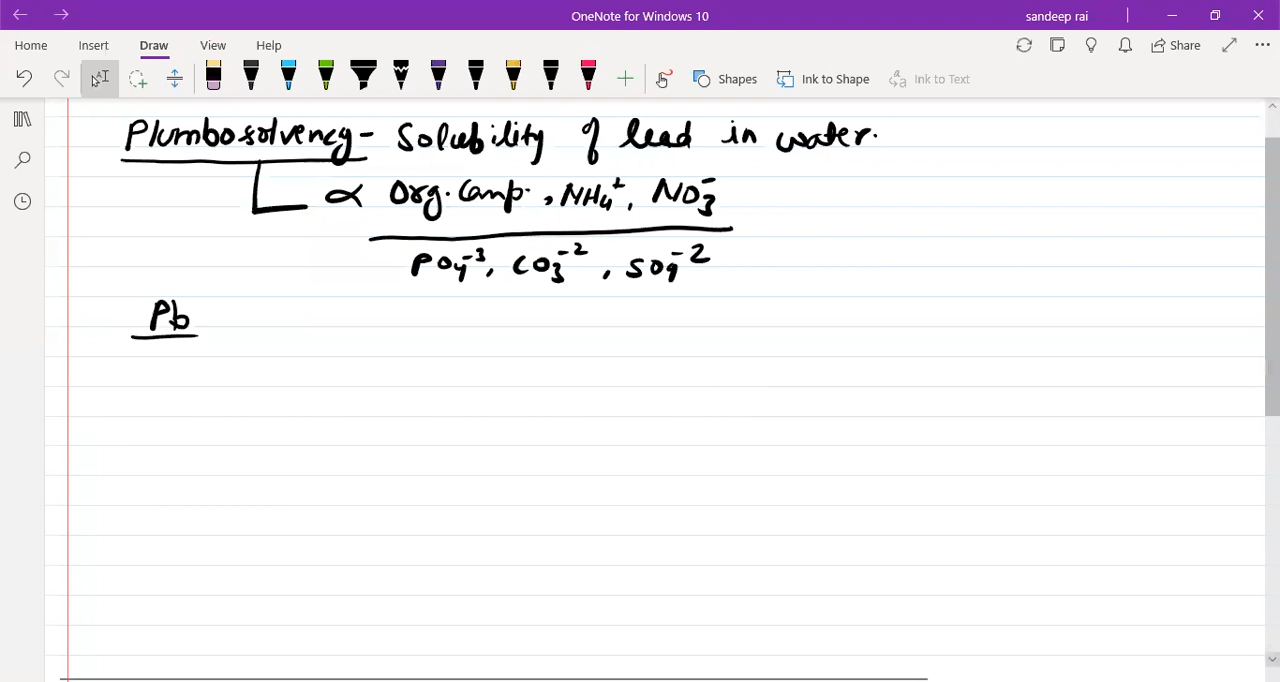 OneNote for Windows 10
sandeep rai
Home Insert Draw View Help
Share
Shapes Ink to Shape Ink to Text
Plumbosolvency - Solubility of lead in water.
∝ Org. Comp., NH₄⁺, NO₃⁻
PO₄⁻³, CO₃⁻², SO₄⁻²
Pb